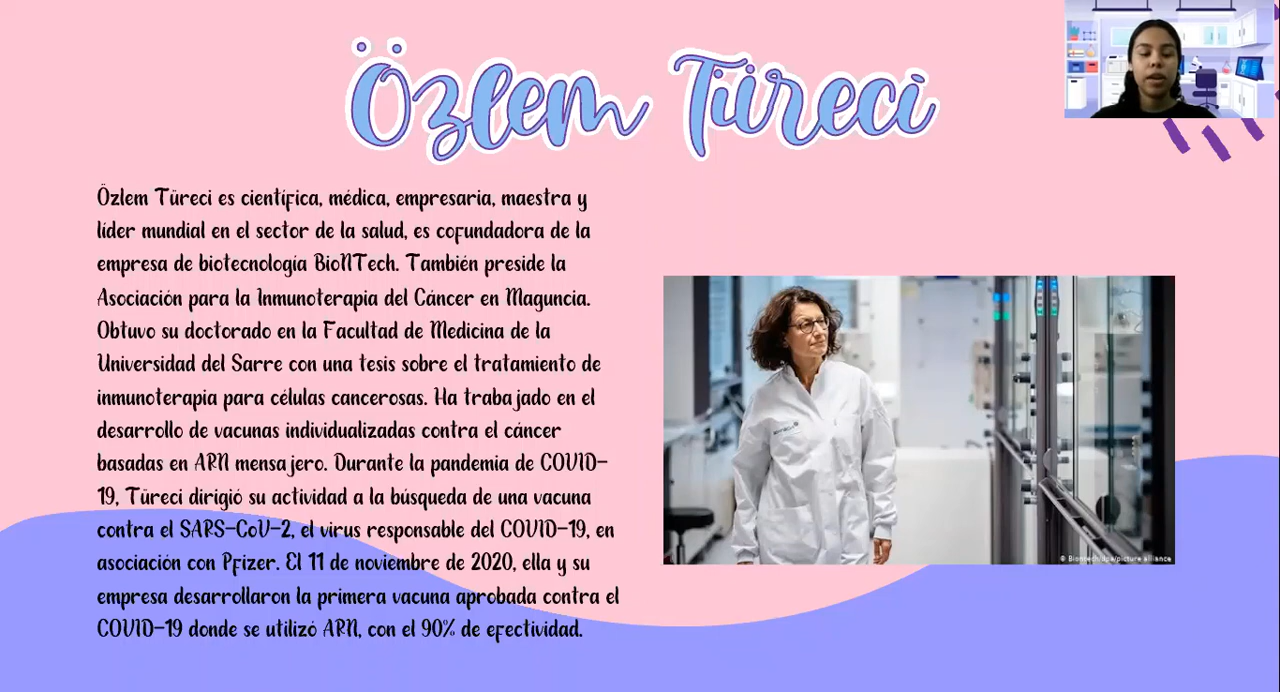 Özlem Türeci
Özlem Türeci es científica, médica, empresaria, maestra y
líder mundial en el sector de la salud, es cofundadora de la
empresa de biotecnología BioNTech. También preside la
Asociación para la Inmunoterapia del Cáncer en Maguncia.
Obtuvo su doctorado en la Facultad de Medicina de la
Universidad del Sarre con una tesis sobre el tratamiento de
inmunoterapia para células cancerosas. Ha trabajado en el
desarrollo de vacunas individualizadas contra el cáncer
basadas en ARN mensajero. Durante la pandemia de COVID-
19, Türeci dirigió su actividad a la búsqueda de una vacuna
contra el SARS-CoV-2, el virus responsable del COVID-19, en
asociación con Pfizer. El 11 de noviembre de 2020, ella y su
empresa desarrollaron la primera vacuna aprobada contra el
COVID-19 donde se utilizó ARN, con el 90% de efectividad.
© Biontech/dpa/picture alliance